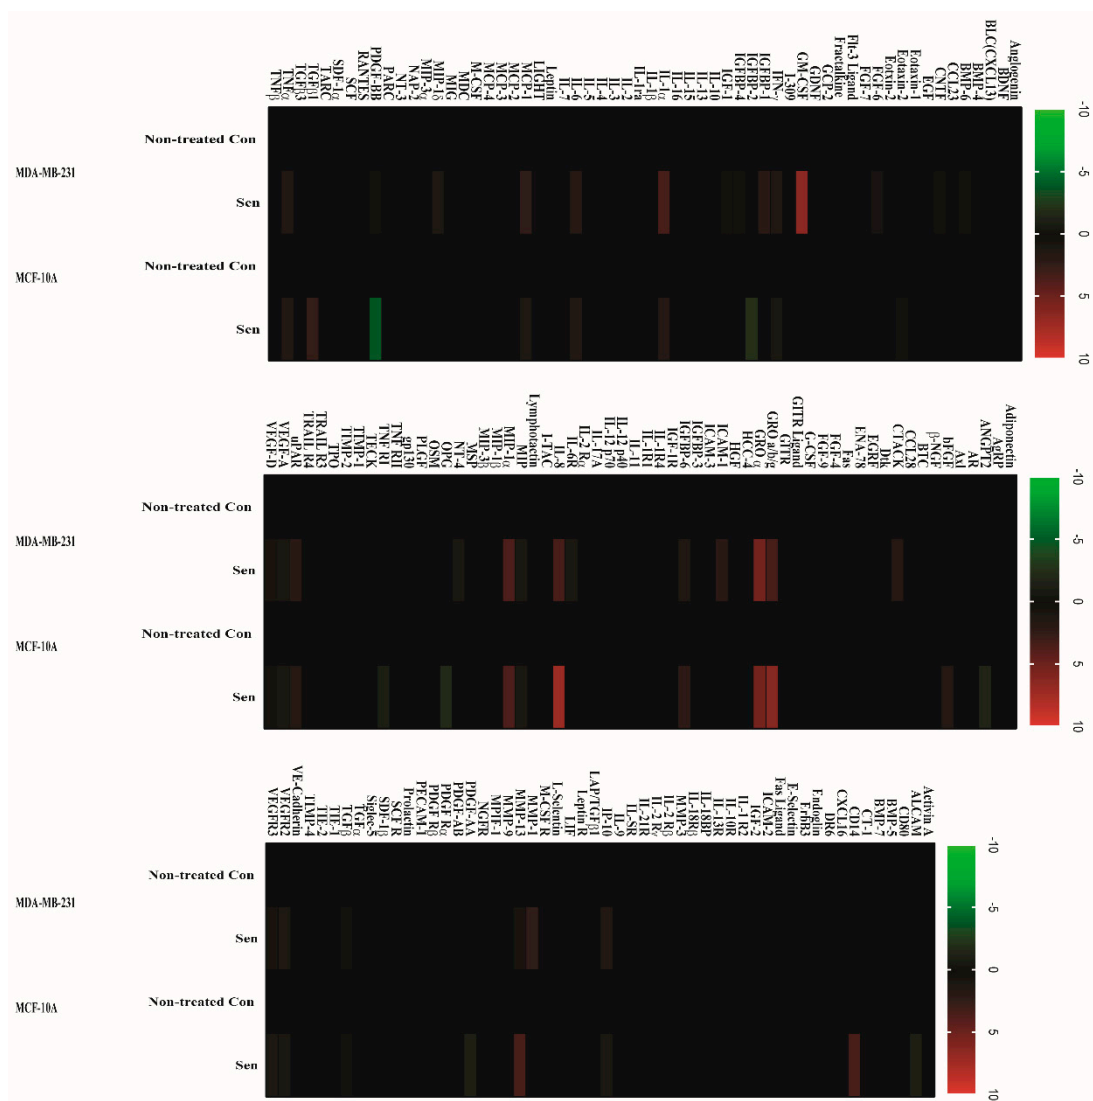 Angiogenin
BDNF
BLC(CXCL13)
BMP-4
BMP-6
CCL23
CNTF
EGF
Eotaxin-1
Eotaxin-2
Eotxin-2
FGF-6
FGF-7
Flt-3 Ligand
Fractalkine
GCP-2
GDNF
GM-CSF
I-309
IFN-γ
IGFBP-1
IGFBP-2
IGFBP-4
IGF-1
IL-10
IL-13
IL-15
IL-16
IL-1α
IL-1β
IL-1ra
IL-2
IL-3
IL-4
IL-5
IL-6
IL-7
Leptin
LIGHT
MCP-1
MCP-2
MCP-3
MCP-4
M-CSF
MDC
MIG
MIP-1δ
MIP-3α
NAP-2
NT-3
PARC
PDGF-BB
RANTES
SCF
SDF-1α
TARC
TGFβ1
TGFβ3
TNFα
TNFβ
MDA-MB-231
Non-treated Con
Sen
MCF-10A
Non-treated Con
Sen
-10
-5
0
5
10
Adiponectin
AgRP
ANGPT2
AR
Axl
bFGF
β-NGF
BTC
CCL28
CTACK
Dtk
EGRF
ENA-78
Fas
FGF-4
FGF-9
G-CSF
GITR Ligand
GITR
GRO a/b/g
GRO α
HCC-4
HGF
ICAM-1
ICAM-3
IGFBP-3
IGFBP-6
IGF-1R
IL-1R4
IL-1R
IL-11
IL-12 p40
IL-12 p70
IL-17A
IL-2 Rα
IL-6R
IL-8
I-TAC
Lymphotactin
MIP
MIP-1α
MIP-1β
MIP-3β
MSP
NT-4
OPG
OSM
PLGF
gp130
TNF RII
TNF RI
TECK
TIMP-1
TIMP-2
TPO
TRAIL R3
TRAIL R4
uPAR
VEGF-A
VEGF-D
MDA-MB-231
Non-treated Con
Sen
MCF-10A
Non-treated Con
Sen
-10
-5
0
5
10
Activin A
ALCAM
CD80
BMP-5
BMP-7
CT-1
CD14
CXCL16
DR6
Endoglin
ErbB3
E-Selectin
Fas Ligand
ICAM-2
IGF-2
IL-1 R2
IL-10R
IL-13R
IL-18BP
IL-18Rβ
MMP-3
IL-2 Rβ
IL-2 Rγ
IL-21R
IL-5R
IL-9
IP-10
LAP/TGFβ1
Leptin R
LIF
L-Selentin
M-CSF R
MMP-1
MMP-13
MMP-9
MPIF-1
NGFR
PDGF-AA
PDGF-AB
PDGF Rα
PDGF Rβ
PECAM-1
Prolactin
SCF R
SDF-1β
Siglec-5
TGFα
TGFβ
TIE-1
TIE-2
TIMP-4
VE-Cadherin
VEGFR2
VEGFR3
MDA-MB-231
Non-treated Con
Sen
MCF-10A
Non-treated Con
Sen
-10
-5
0
5
10